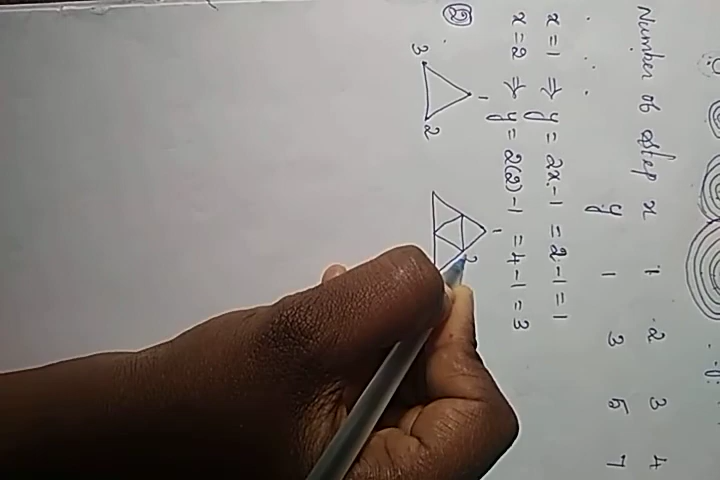 Number of step x 1 2 3 4
y 1 3 5 7
∴
x = 1 ⇒ y = 2x - 1 = 2 - 1 = 1
x = 2 ⇒ y = 2(2) - 1 = 4 - 1 = 3
②
1 1
2
3 2